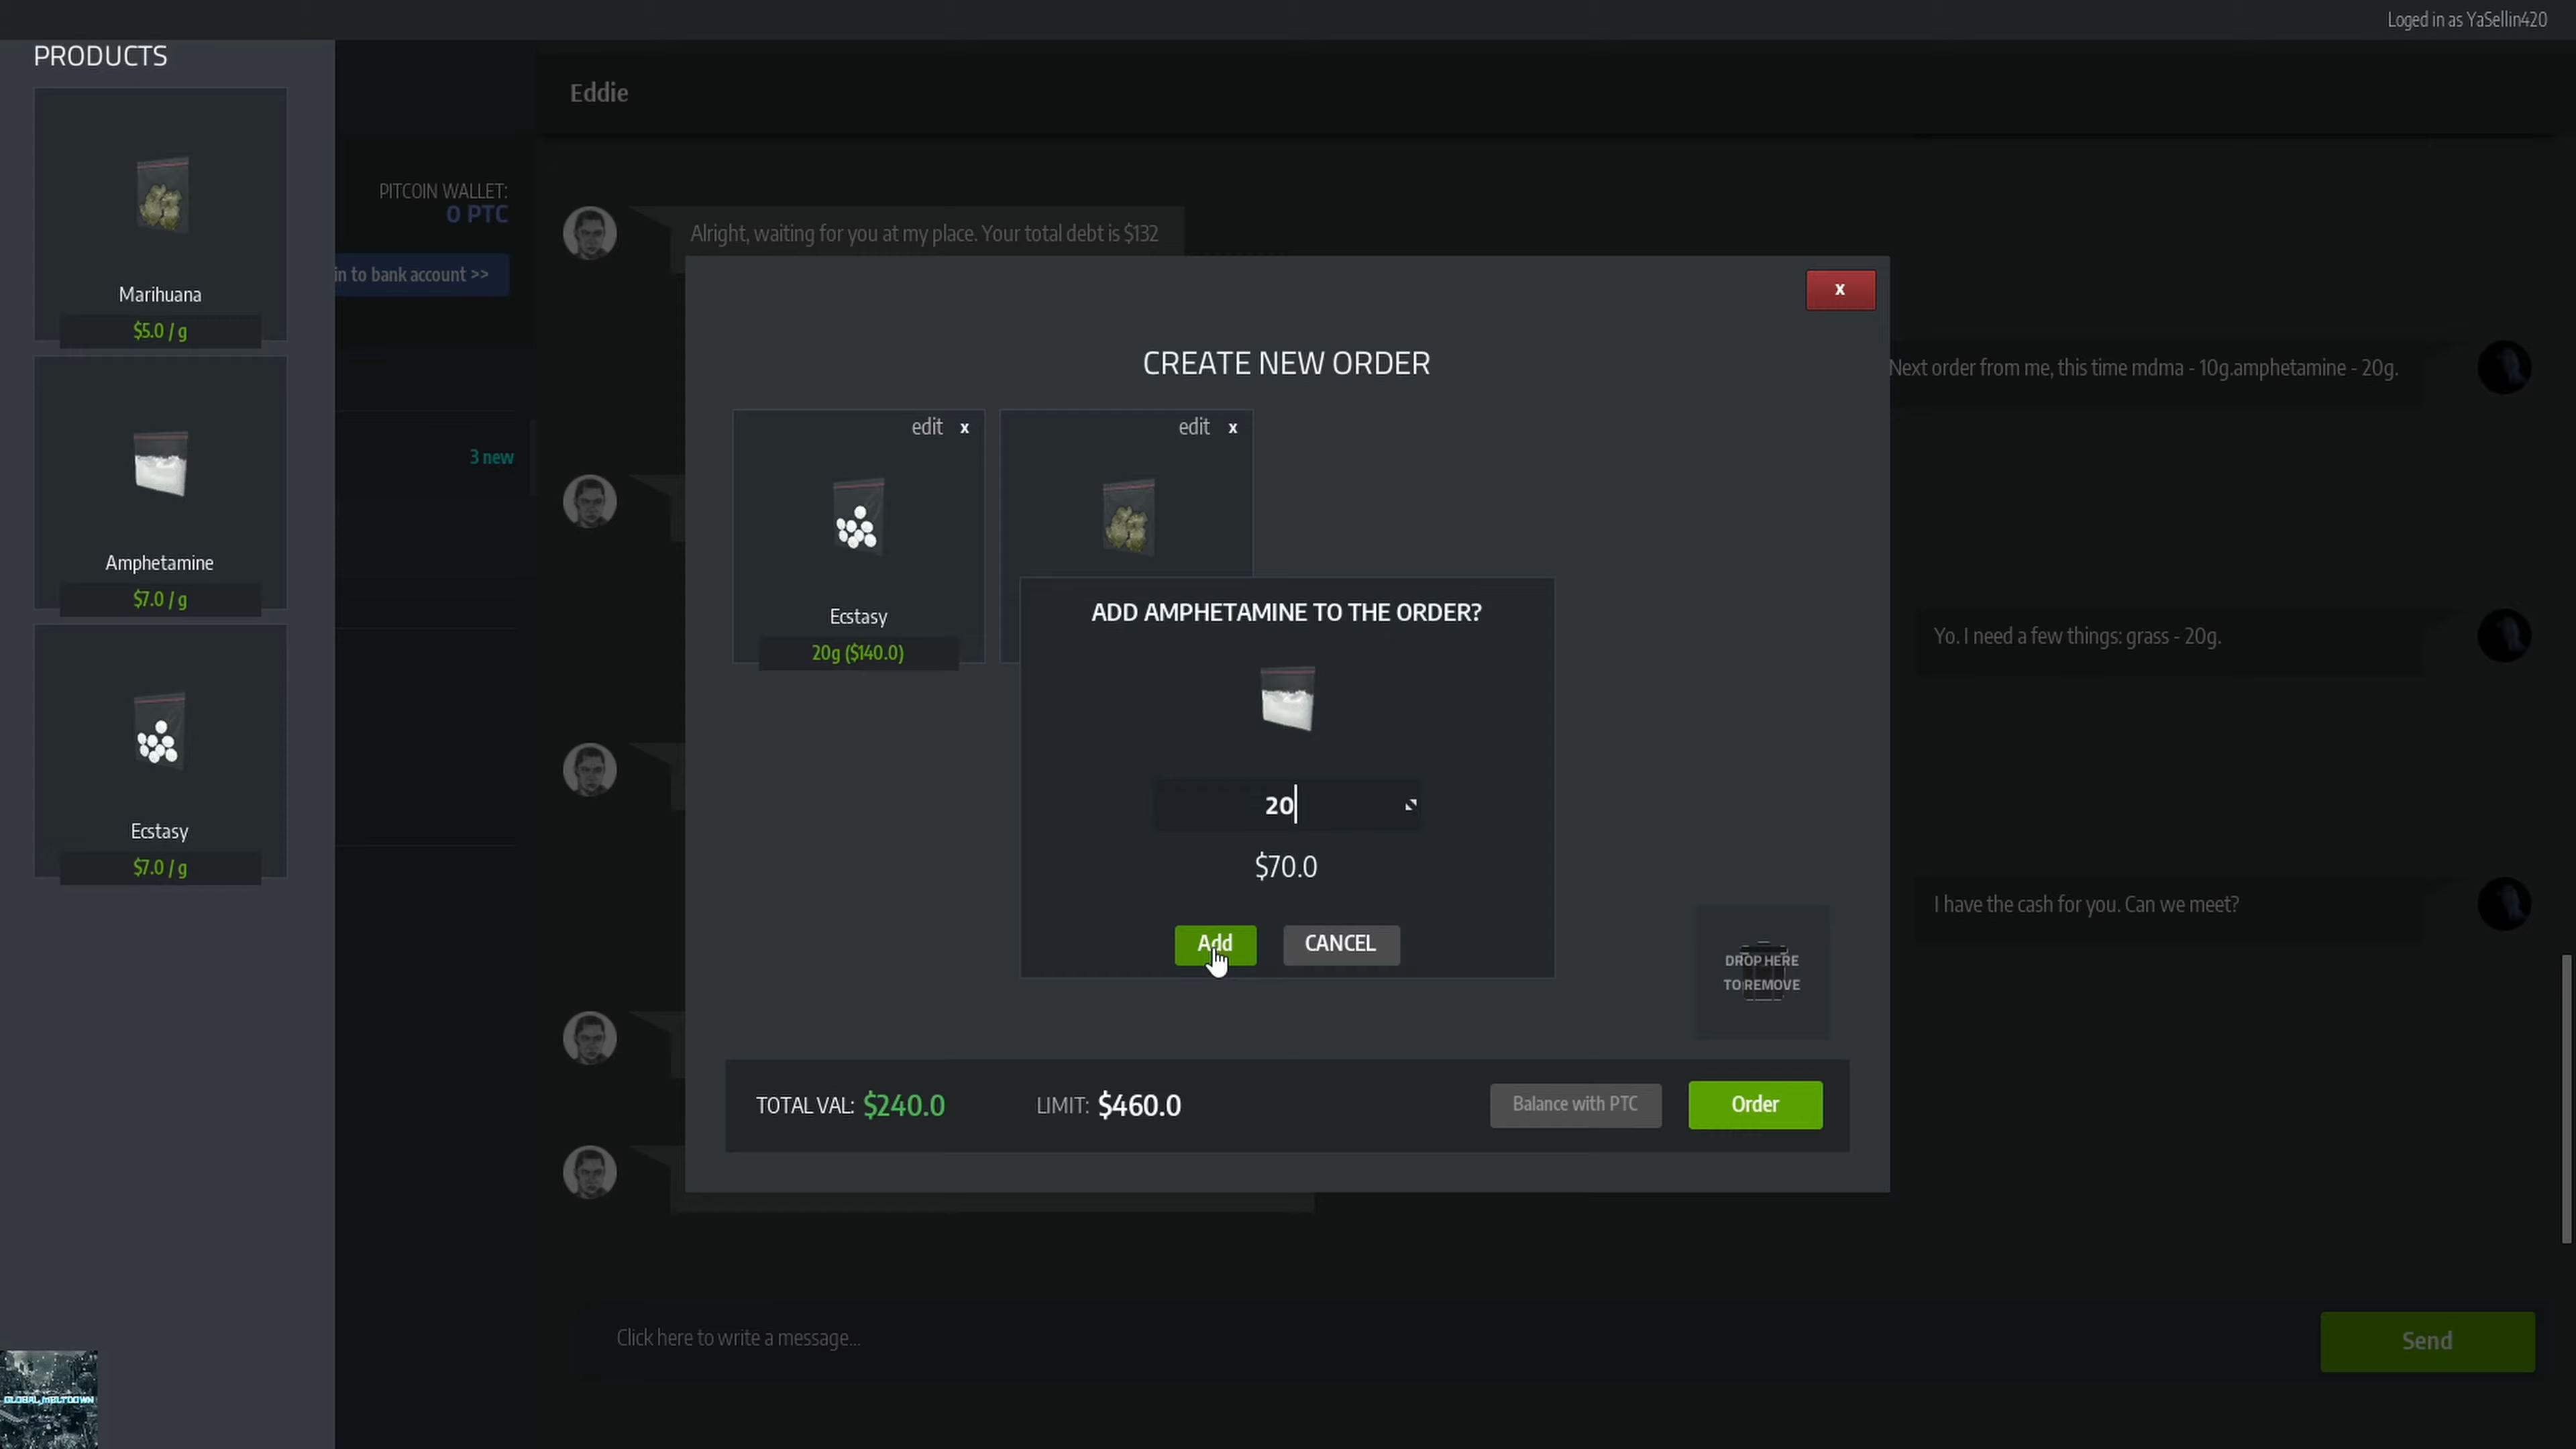 Loged in as YaSellin420
PRODUCTS
Marihuana
$5.0 / g
Amphetamine
$7.0 / g
Ecstasy
$7.0 / g
PITCOIN WALLET:
0 PTC
in to bank account >>
3 new
Eddie
Alright, waiting for you at my place. Your total debt is $132
Next order from me, this time mdma - 10g.amphetamine - 20g.
Yo. I need a few things: grass - 20g.
I have the cash for you. Can we meet?
x
CREATE NEW ORDER
edit x
edit x
Ecstasy
20g ($140.0)
ADD AMPHETAMINE TO THE ORDER?
20
$70.0
Add
CANCEL
DROP HERE
TO REMOVE
TOTAL VAL: $240.0
LIMIT: $460.0
Balance with PTC
Order
Click here to write a message...
Send
GLOBAL MELTDOWN